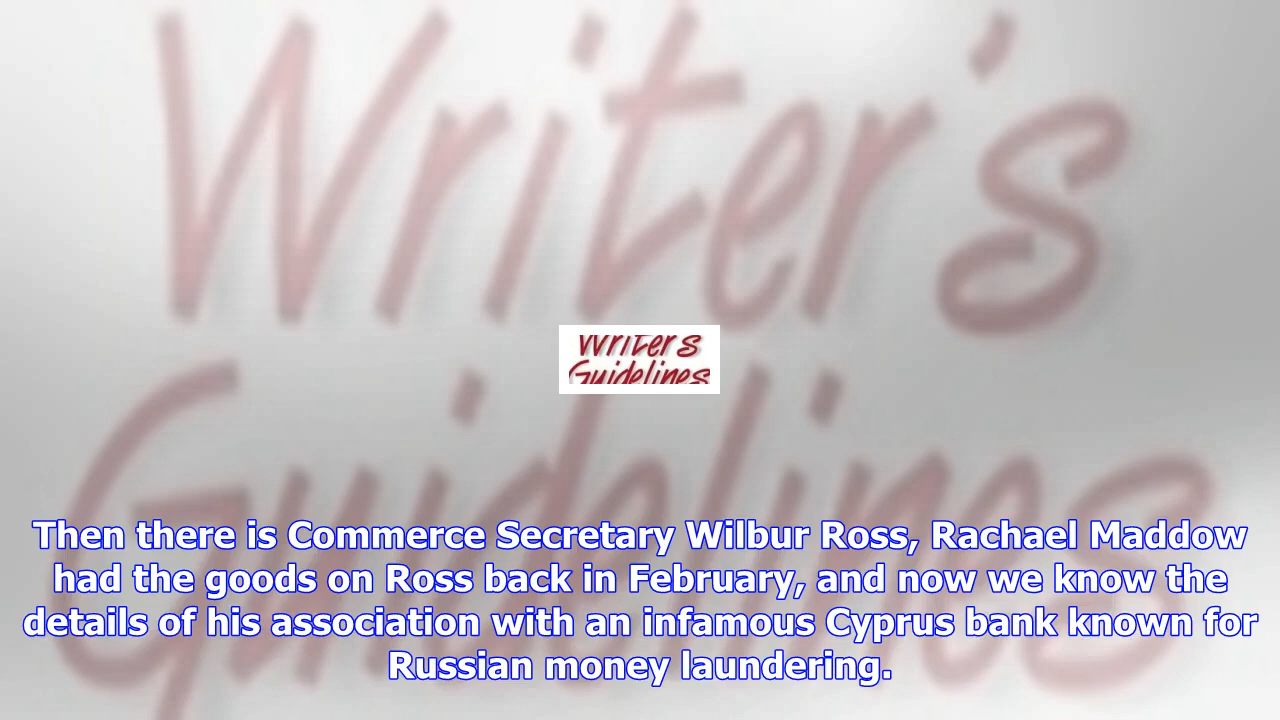 Writer's
Guidelines
Writer's
Guidelines
Then there is Commerce Secretary Wilbur Ross, Rachael Maddow
had the goods on Ross back in February, and now we know the
details of his association with an infamous Cyprus bank known for
Russian money laundering.